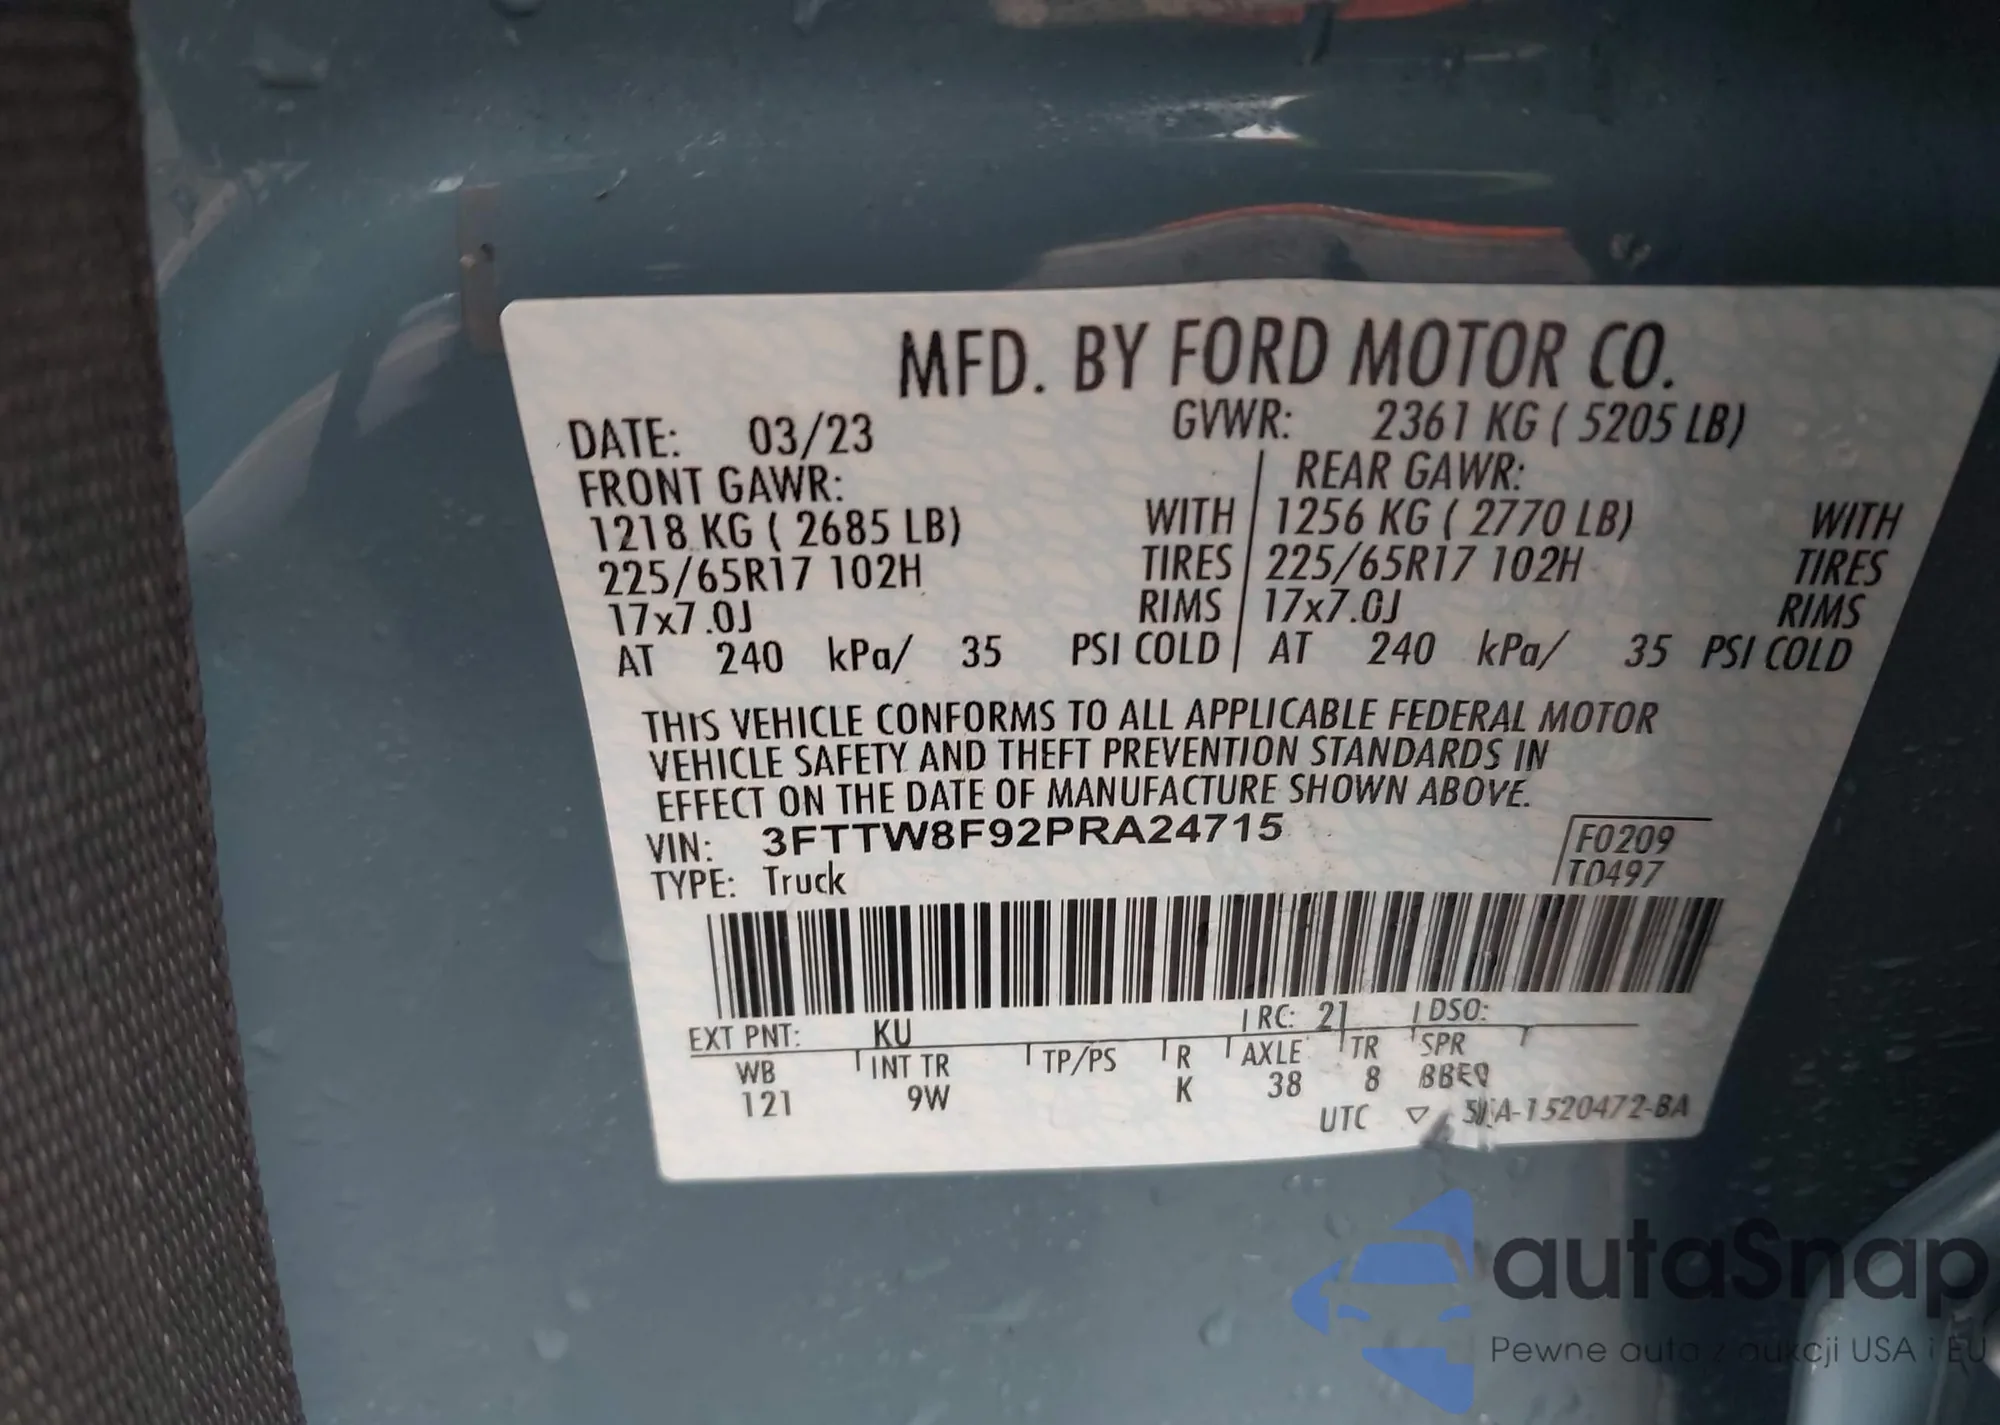 MFD. BY FORD MOTOR CO.
DATE: 03/23 GVWR: 2361 KG ( 5205 LB)
FRONT GAWR: REAR GAWR:
1218 KG ( 2685 LB) WITH 1256 KG ( 2770 LB) WITH
225/65R17 102H TIRES 225/65R17 102H TIRES
17x7.0J RIMS 17x7.0J RIMS
AT 240 kPa/ 35 PSI COLD AT 240 kPa/ 35 PSI COLD
THIS VEHICLE CONFORMS TO ALL APPLICABLE FEDERAL MOTOR
VEHICLE SAFETY AND THEFT PREVENTION STANDARDS IN
EFFECT ON THE DATE OF MANUFACTURE SHOWN ABOVE.
VIN: 3FTTW8F92PRA24715 F0209
TYPE: Truck T0497
EXT PNT: KU RC: 21 DSO:
WB INT TR TP/PS R AXLE TR SPR
121 9W K 38 8
UTC
autaSnap
Pewne auta z aukcji USA i EU